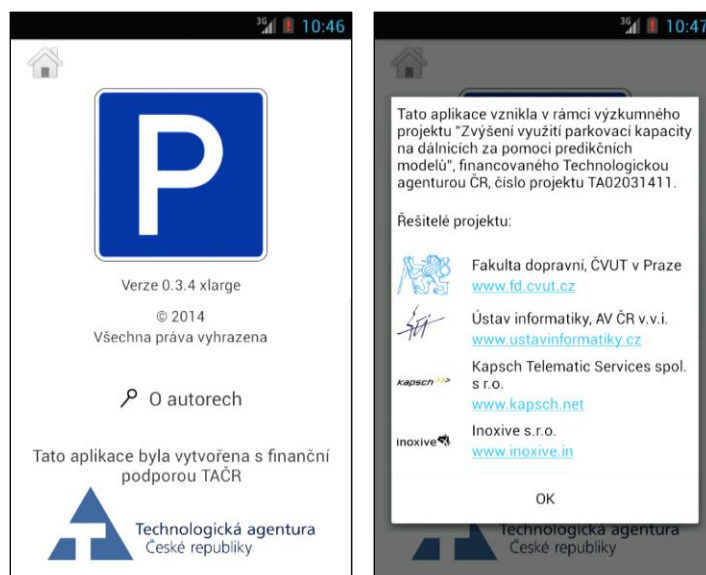 3G 10:46
P
Verze 0.3.4 xlarge
© 2014
Všechna práva vyhrazena
O autorech
Tato aplikace byla vytvořena s finanční
podporou TAČR
T
Technologická agentura
České republiky
3G 10:47
Tato aplikace vznikla v rámci výzkumného
projektu "Zvýšení využití parkovací kapacity
na dálnicích za pomoci predikčních
modelů", financovaného Technologickou
agenturou ČR, číslo projektu TA02031411.
Řešitelé projektu:
Fakulta dopravní, ČVUT v Praze
www.fd.cvut.cz
Ústav informatiky, AV ČR v.v.i.
www.ustavinformatiky.cz
kapsch >>>
Kapsch Telematic Services spol.
s r.o.
www.kapsch.net
inoxive
Inoxive s.r.o.
www.inoxive.in
OK
Technologická agentura
České republiky